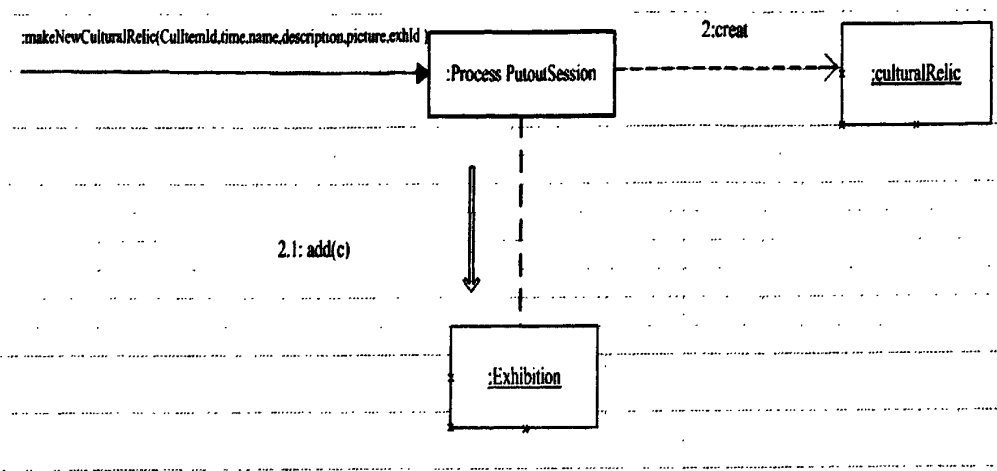 :makeNewCulturalRelic(CulItemId,time,name,description,picture,exhId )
2:creat
:Process PutoutSession
:culturalRelic
2.1: add(c)
:Exhibition